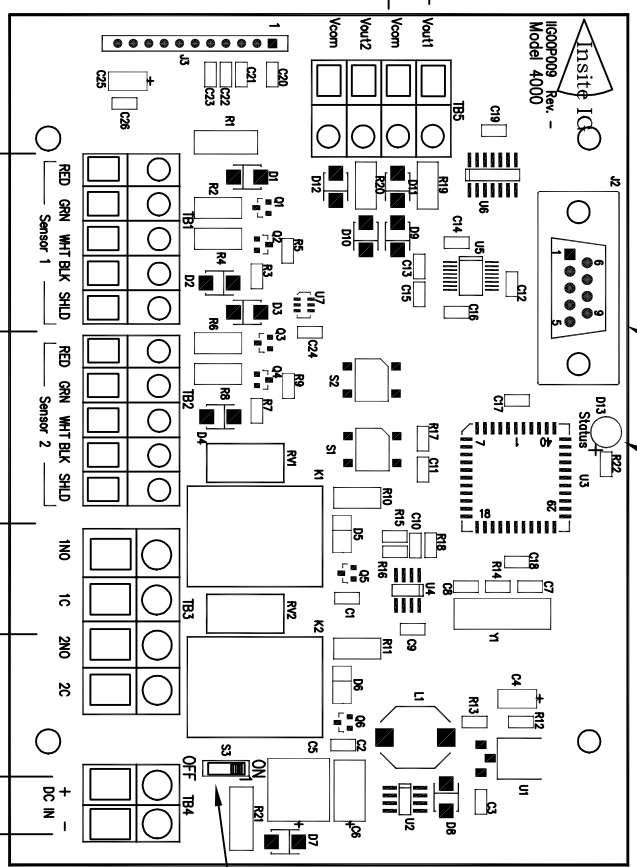 Insite IG
IIG00P009 Rev. -
Model 4000
1
J3
C25
+
C26
C23
C22
C21
C20
Vcom
Vout2
Vcom
Vout1
TB5
C19
J2
U6
1
6
5
9
R1
D1
R2
Q1
TB1
Q2
R5
R4
R3
D2
D3
U7
R6
Q3
C24
Q4
TB2
R9
R8
R7
D4
RED
GRN
WHT
BLK
SHLD
Sensor 1
RED
GRN
WHT
BLK
SHLD
Sensor 2
D12
R20
D11
R19
D10
D9
C14
U5
C13
C15
C12
C16
S2
S1
C17
D13
Status
+
R22
R17
C11
7
1
40
U3
18
29
RV1
K1
R10
D5
R15
C10
R18
R16
Q5
C1
U4
C18
R14
C8
C7
C9
Y1
1NO
1C
TB3
2NO
2C
RV2
K2
R11
D6
Q6
C2
L1
C4
+
R13
R12
U1
S3
OFF
ON
1
C5
+
C6
+
R21
D7
U2
D8
C3
+
DC IN
-
TB4